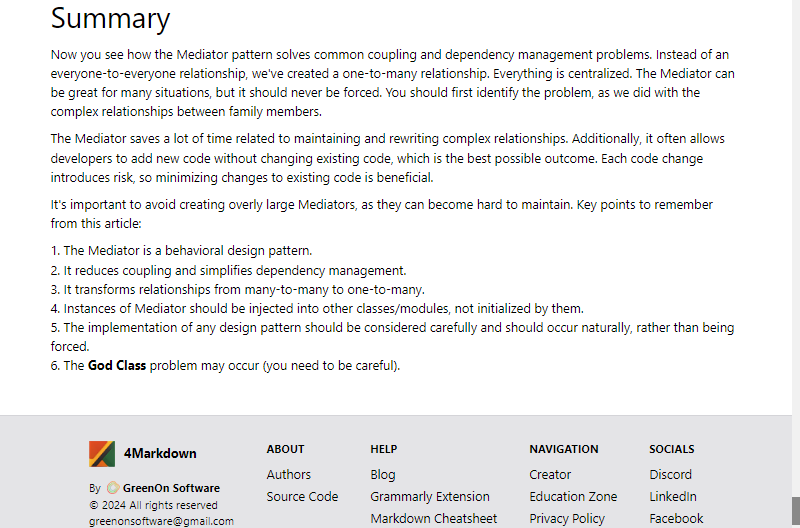 Summary
Now you see how the Mediator pattern solves common coupling and dependency management problems. Instead of an
everyone-to-everyone relationship, we've created a one-to-many relationship. Everything is centralized. The Mediator can
be great for many situations, but it should never be forced. You should first identify the problem, as we did with the
complex relationships between family members.
The Mediator saves a lot of time related to maintaining and rewriting complex relationships. Additionally, it often allows
developers to add new code without changing existing code, which is the best possible outcome. Each code change
introduces risk, so minimizing changes to existing code is beneficial.
It's important to avoid creating overly large Mediators, as they can become hard to maintain. Key points to remember
from this article:
1. The Mediator is a behavioral design pattern.
2. It reduces coupling and simplifies dependency management.
3. It transforms relationships from many-to-many to one-to-many.
4. Instances of Mediator should be injected into other classes/modules, not initialized by them.
5. The implementation of any design pattern should be considered carefully and should occur naturally, rather than being
forced.
6. The God Class problem may occur (you need to be careful).
4Markdown
By GreenOn Software
© 2024 All rights reserved
greenonsoftware@gmail.com
ABOUT
Authors
Source Code
HELP
Blog
Grammarly Extension
Markdown Cheatsheet
NAVIGATION
Creator
Education Zone
Privacy Policy
SOCIALS
Discord
LinkedIn
Facebook